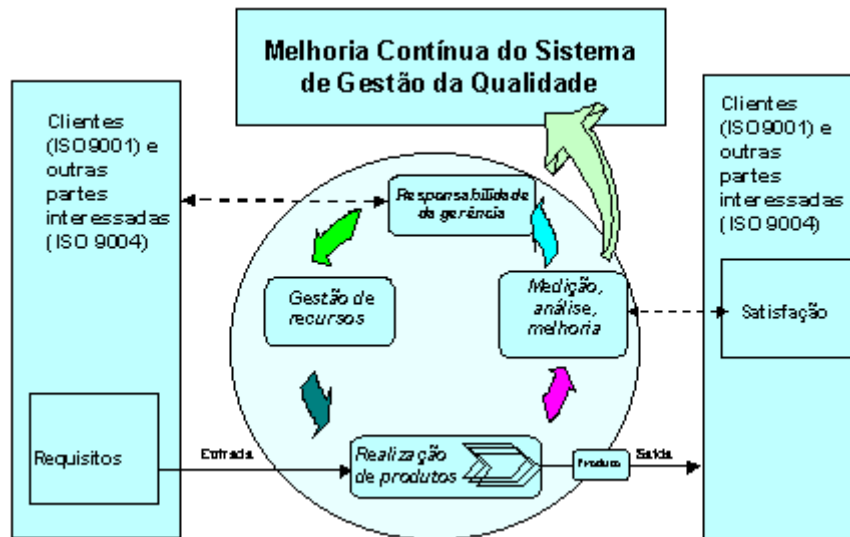 Melhoria Contínua do Sistema
de Gestão da Qualidade
Clientes
(ISO9001) e
outras
partes
interessadas
(ISO 9004)
Requisitos
Entrada
Responsabilidade
da gerência
Gestão de
recursos
Medição,
análise,
melhoria
Realização
de produtos
Produto
Saída
Clientes
(ISO9001) e
outras
partes
interessadas
(ISO 9004)
Satisfação